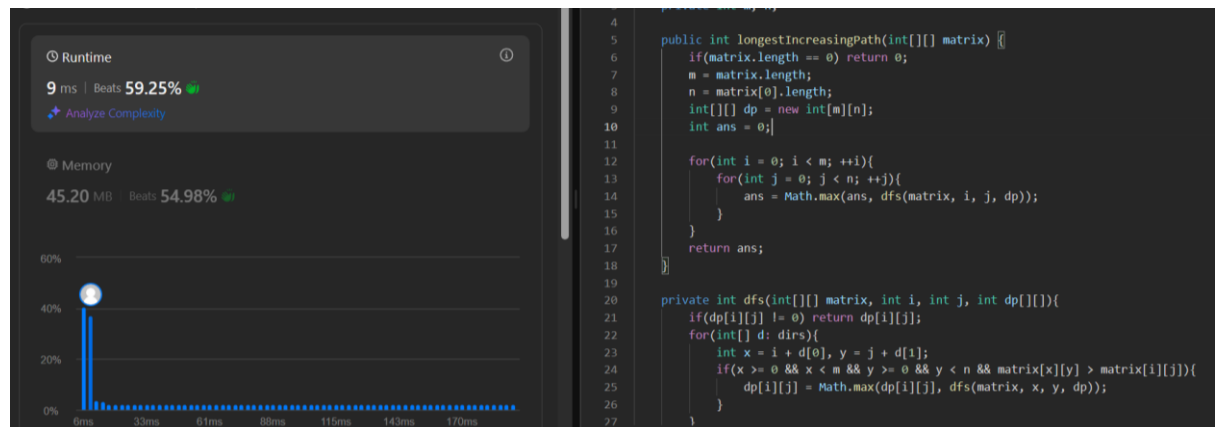 Runtime
9 ms | Beats 59.25%
Analyze Complexity
Memory
45.20 MB | Beats 54.98%
60%
40%
20%
0%
6ms 33ms 61ms 88ms 115ms 143ms 170ms
4
5 public int longestIncreasingPath(int[][] matrix) {
6 if(matrix.length == 0) return 0;
7 m = matrix.length;
8 n = matrix[0].length;
9 int[][] dp = new int[m][n];
10 int ans = 0;
11
12 for(int i = 0; i < m; ++i){
13 for(int j = 0; j < n; ++j){
14 ans = Math.max(ans, dfs(matrix, i, j, dp));
15 }
16 }
17 return ans;
18 }
19
20 private int dfs(int[][] matrix, int i, int j, int dp[][]){
21 if(dp[i][j] != 0) return dp[i][j];
22 for(int[] d: dirs){
23 int x = i + d[0], y = j + d[1];
24 if(x >= 0 && x < m && y >= 0 && y < n && matrix[x][y] > matrix[i][j]){
25 dp[i][j] = Math.max(dp[i][j], dfs(matrix, x, y, dp));
26 }
27 }